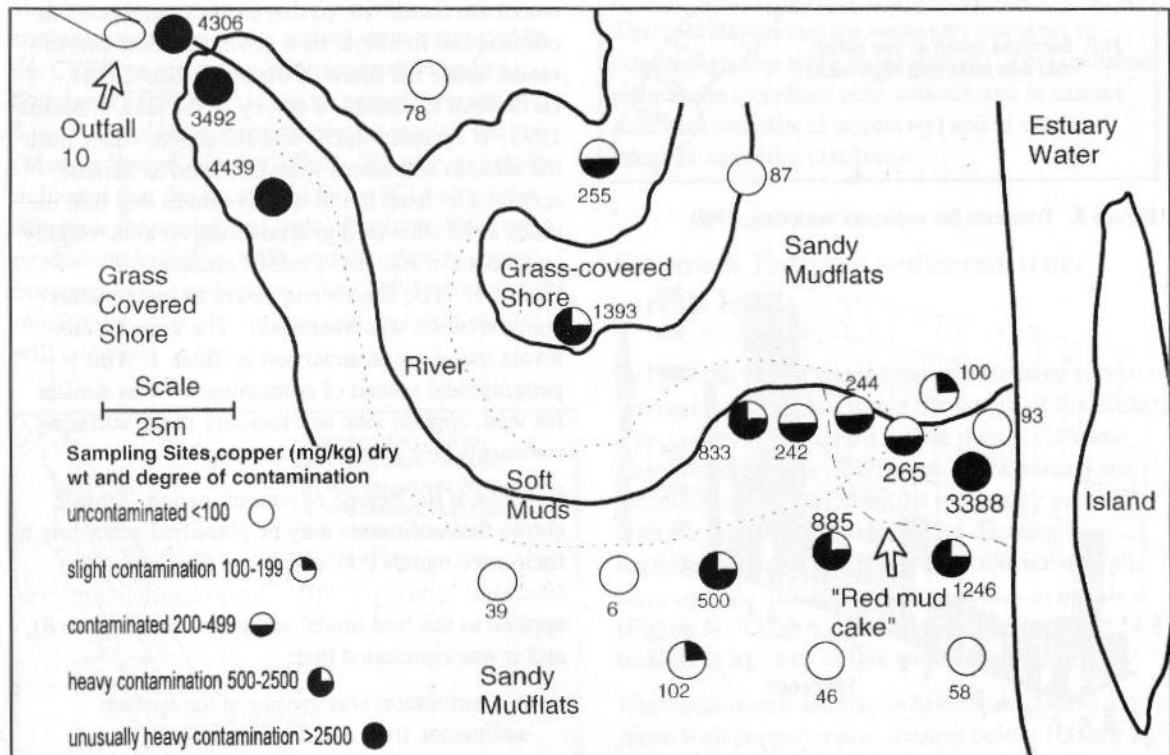 4306
Outfall
10
3492
78
4439
255
87
Estuary
Water
Sandy
Mudflats
Grass
Covered
Shore
Grass-covered
Shore
1393
River
Scale
25m
100
244
93
833
242
265
3388
Island
Sampling Sites,copper (mg/kg) dry
wt and degree of contamination
uncontaminated <100
slight contamination 100-199
contaminated 200-499
heavy contamination 500-2500
unusually heavy contamination >2500
Soft
Muds
885
39
6
500
1246
"Red mud
cake"
102
46
58
Sandy
Mudflats